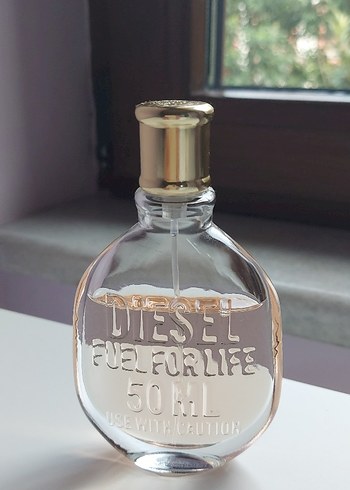 DIESEL
FUEL FOR LIFE
50 ML
USE WITH CAUTION